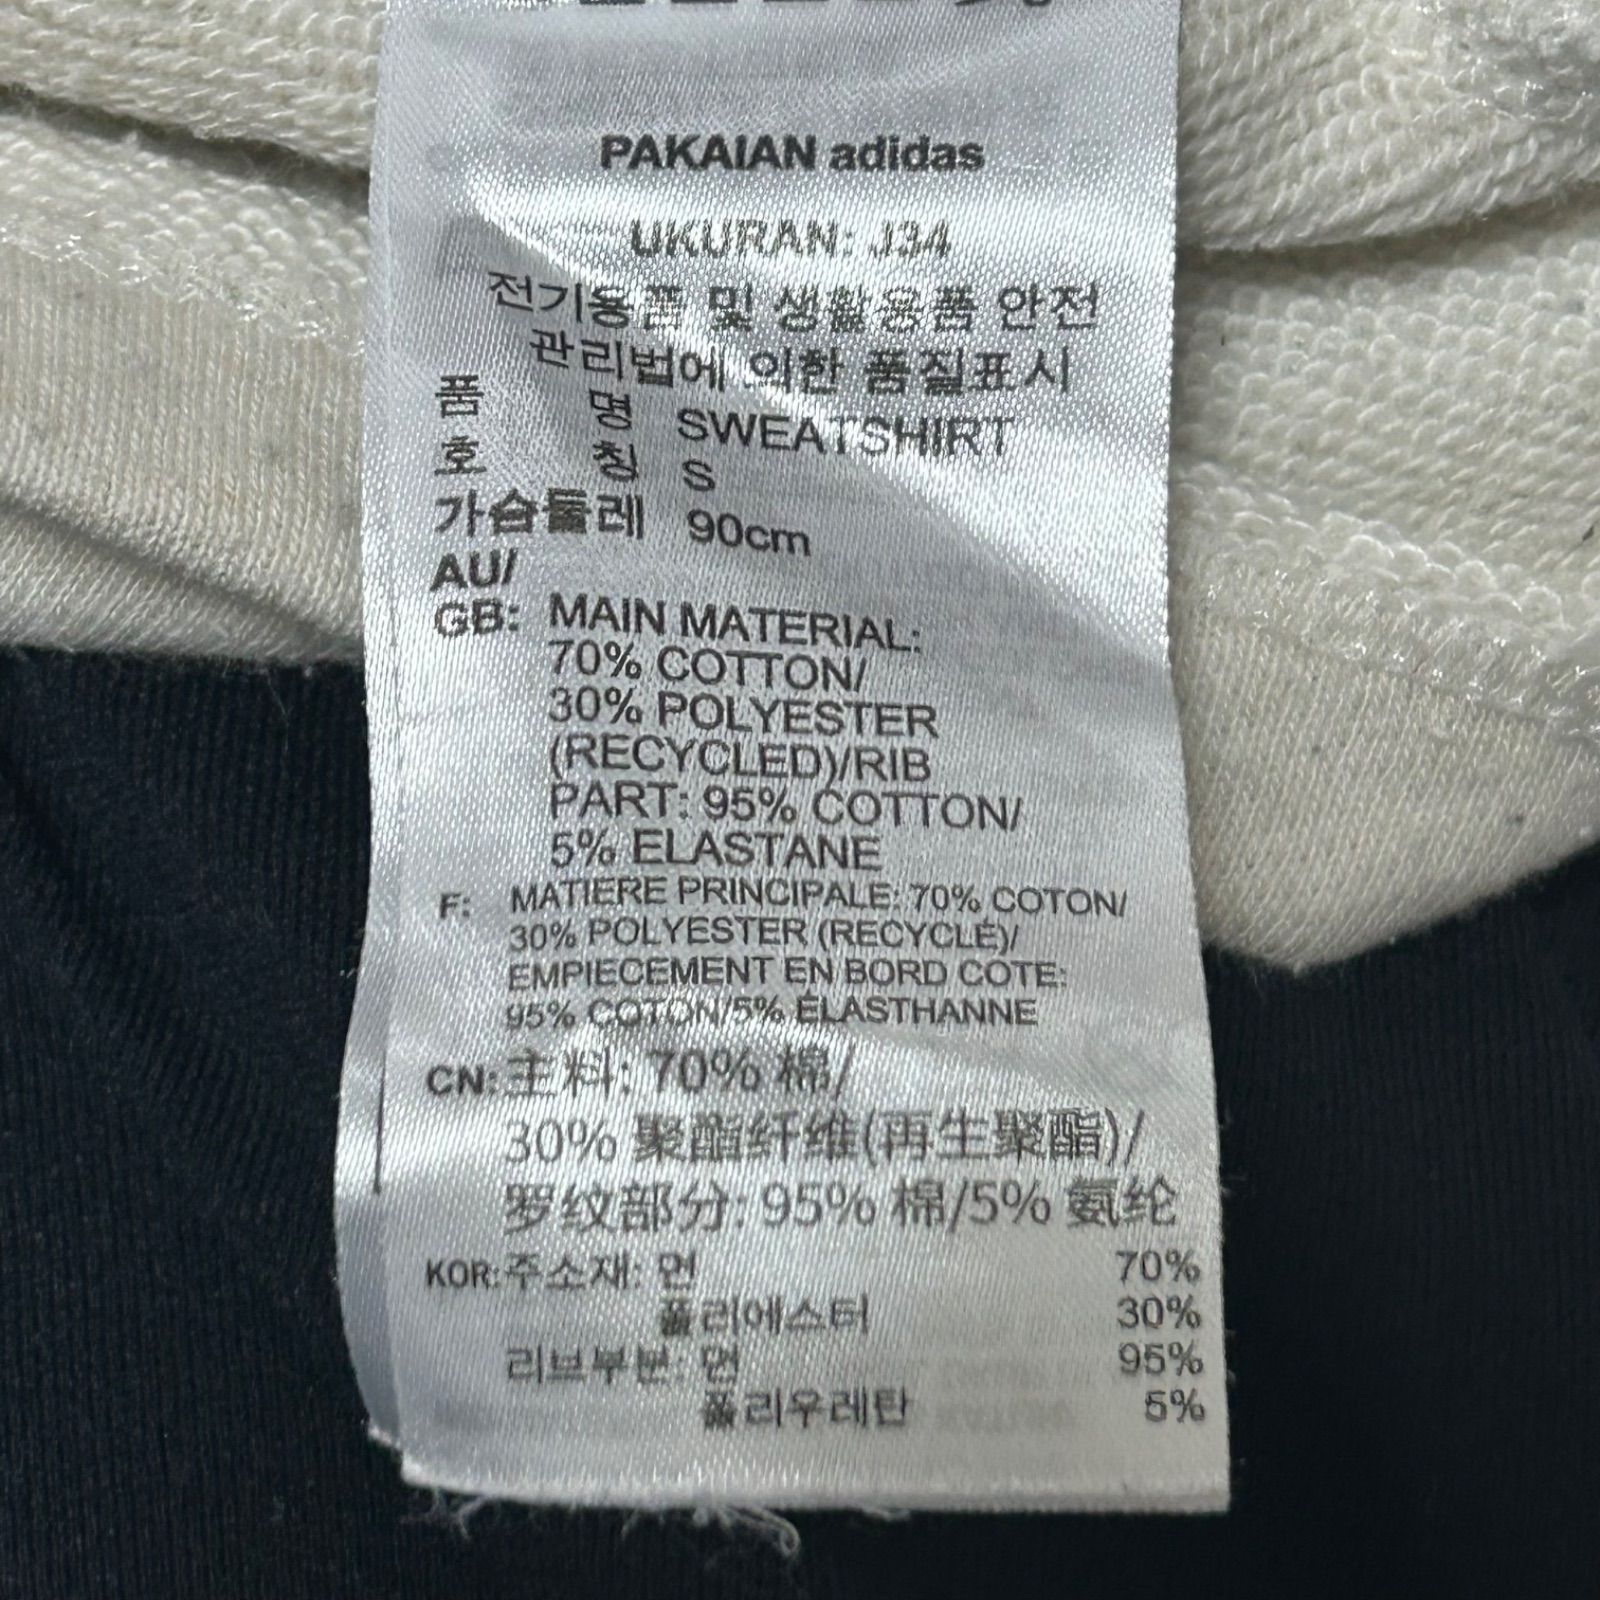 PAKAIAN adidas
UKURAN: J34
전기용품 및 생활용품 안전
관리법에 의한 품질표시
품 명 SWEATSHIRT
호 칭 S
가슴둘레 90cm
AU/
GB: MAIN MATERIAL:
70% COTTON/
30% POLYESTER
(RECYCLED)/RIB
PART: 95% COTTON/
5% ELASTANE
F: MATIERE PRINCIPALE: 70% COTON/
30% POLYESTER (RECYCLÉ)/
EMPIECEMENT EN BORD COTE:
95% COTON/5% ÉLASTHANNE
CN: 主料: 70% 棉/
30% 聚酯纤维(再生聚酯)/
罗纹部分: 95% 棉/5% 氨纶
KOR: 주소재: 면 70%
폴리에스터 30%
리브부분: 면 95%
폴리우레탄 5%